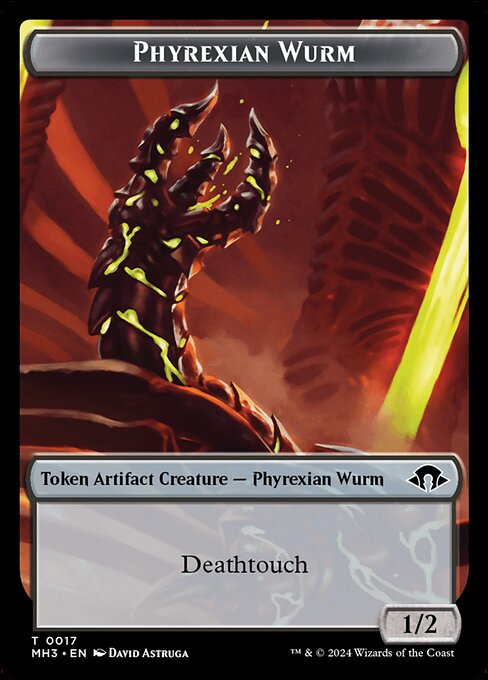 Phyrexian Wurm
Token Artifact Creature — Phyrexian Wurm
Deathtouch
1/2
T 0017
MH3 • EN David Astruga
™ & © 2024 Wizards of the Coast